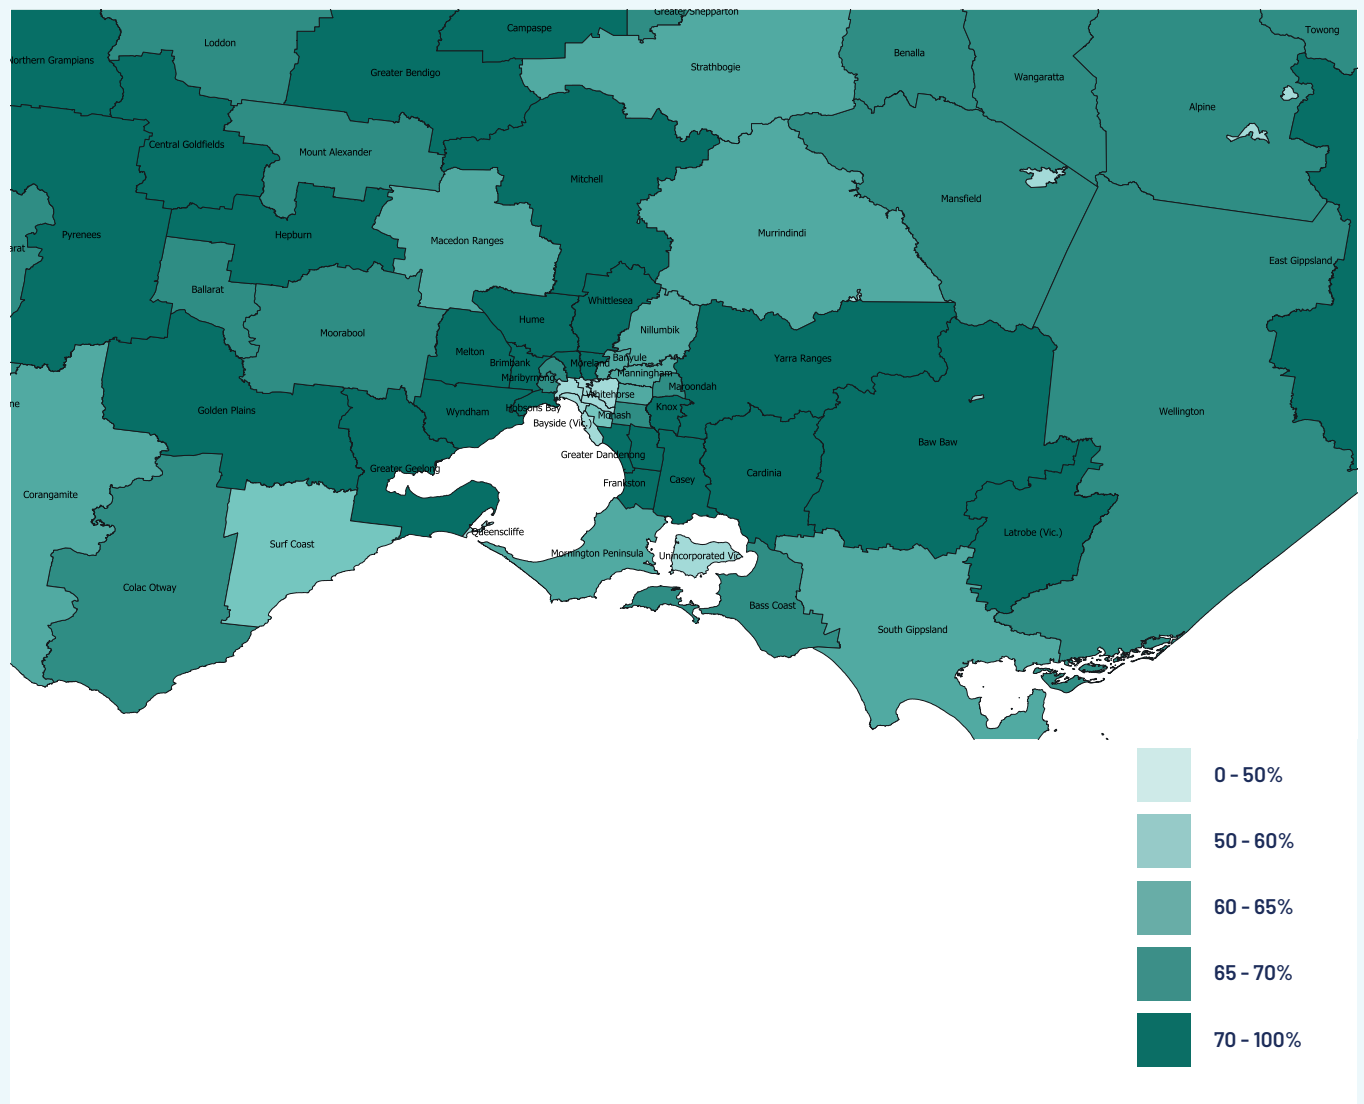 Greater Shepparton
Campaspe
Towong
Loddon
Benalla
Northern Grampians
Strathbogie
Greater Bendigo
Wangaratta
Alpine
Central Goldfields
Mount Alexander
Mitchell
Mansfield
Pyrenees
Hepburn
Macedon Ranges
Murrindindi
arat
East Gippsland
Ballarat
Whittlesea
Hume
Moorabool
Nillumbik
Melton
Brimbank
Moreland
Banyule
Yarra Ranges
Manningham
Maribyrnong
Maroondah
Whitehorse
ne
Golden Plains
Wyndham
Hobsons Bay
Knox
Monash
Wellington
Bayside (Vic.)
Baw Baw
Greater Dandenong
Greater Geelong
Cardinia
Frankston
Casey
Corangamite
Queenscliffe
Latrobe (Vic.)
Surf Coast
Mornington Peninsula
Unincorporated Vic
Colac Otway
Bass Coast
South Gippsland
0 - 50%
50 - 60%
60 - 65%
65 - 70%
70 - 100%